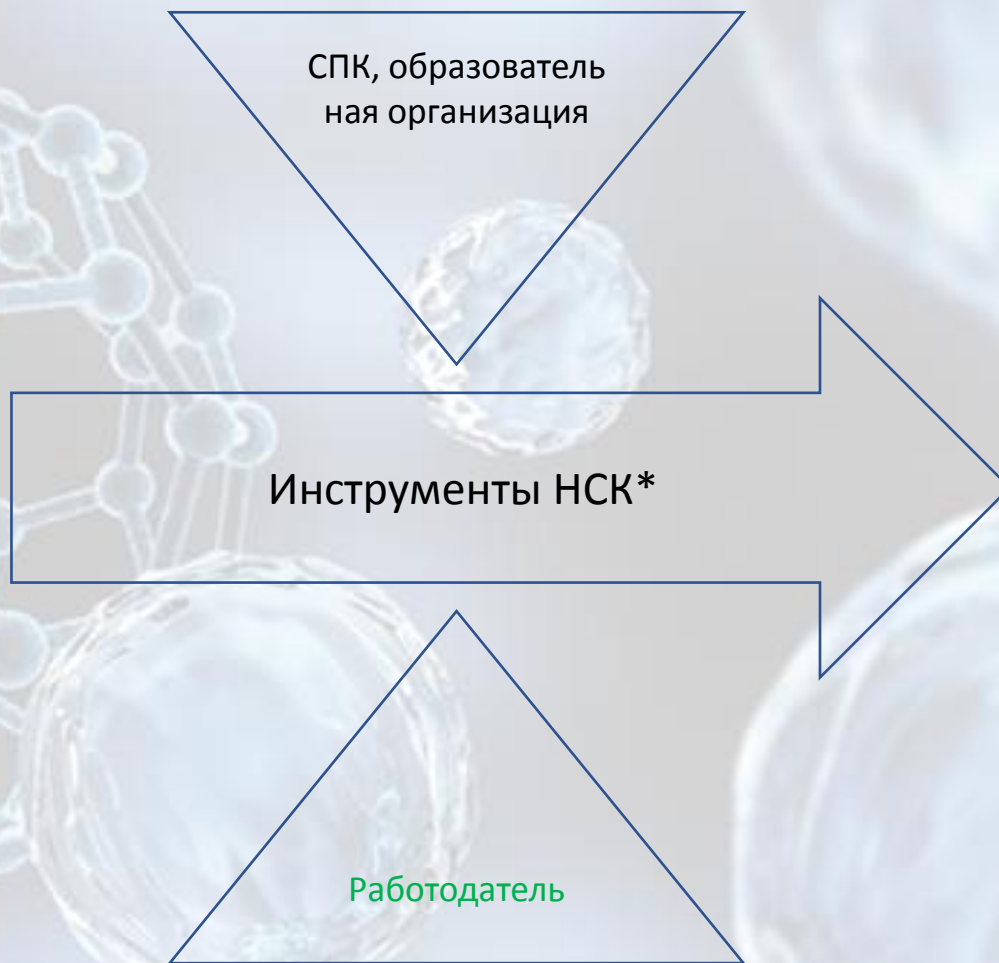 СПК, образователь
ная организация
Инструменты НСК*
Работодатель